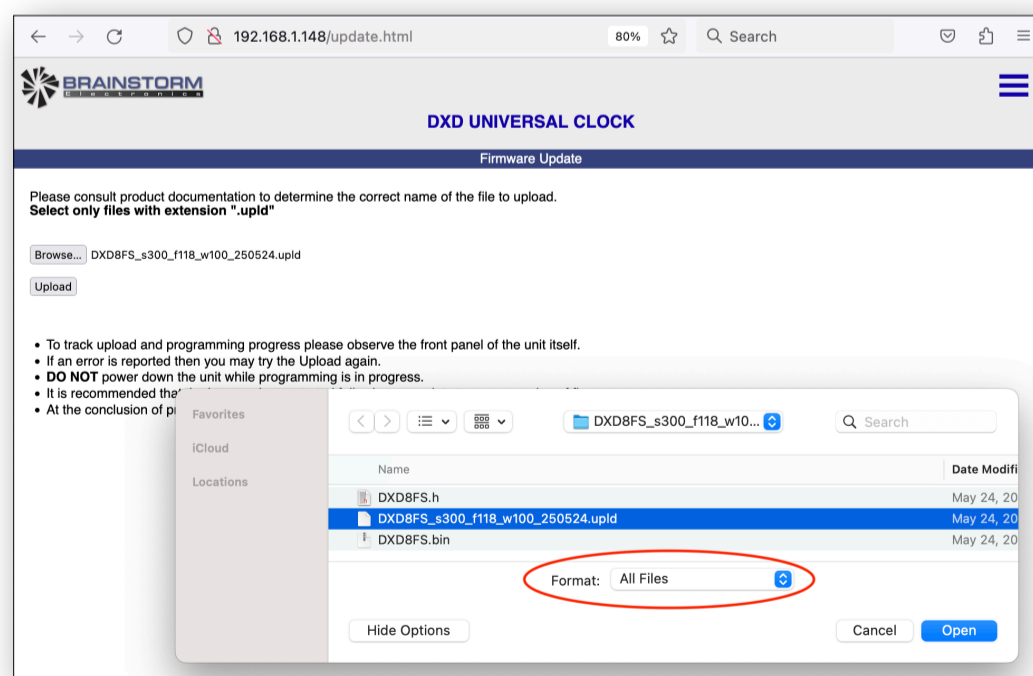 192.168.1.148/update.html
80%
Search
BRAINSTORM
Electronics
DXD UNIVERSAL CLOCK
Firmware Update
Please consult product documentation to determine the correct name of the file to upload.
Select only files with extension ".upld"
Browse... DXD8FS_s300_f118_w100_250524.upld
Upload
• To track upload and programming progress please observe the front panel of the unit itself.
• If an error is reported then you may try the Upload again.
• DO NOT power down the unit while programming is in progress.
• It is recommended that
• At the conclusion of p
Favorites
iCloud
Locations
DXD8FS_s300_f118_w10...
Search
Name
Date Modifi
DXD8FS.h May 24, 20
DXD8FS_s300_f118_w100_250524.upld May 24, 20
DXD8FS.bin May 24, 20
Format: All Files
Hide Options
Cancel
Open